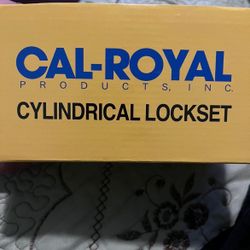 CAL-ROYAL
PRODUCTS, INC.
CYLINDRICAL LOCKSET